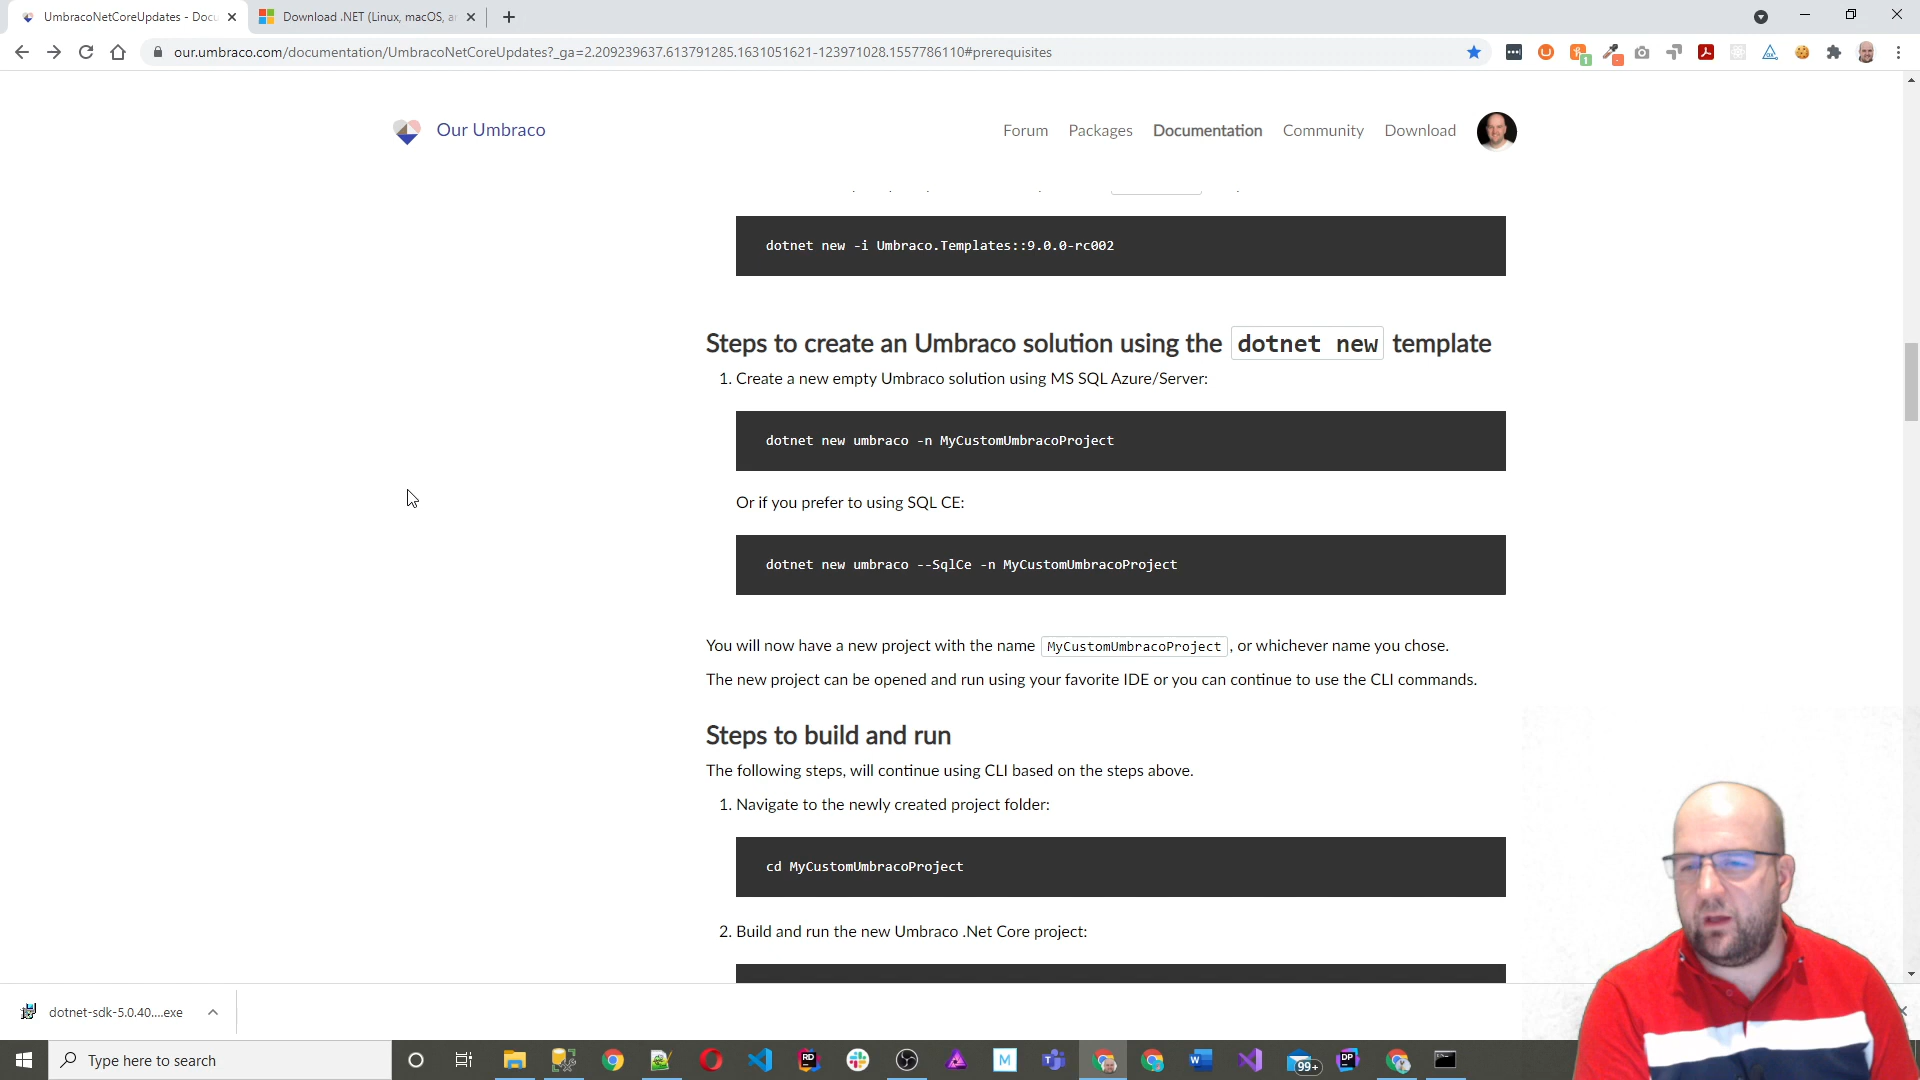 UmbracoNetCoreUpdates - Docu
Download .NET (Linux, macOS, a
our.umbraco.com/documentation/UmbracoNetCoreUpdates?_ga=2.209239637.613791285.1631051621-123971028.1557786110#prerequisites
1
Our Umbraco
Forum
Packages
Documentation
Community
Download
dotnet new -i Umbraco.Templates::9.0.0-rc002
Steps to create an Umbraco solution using the dotnet new template
1. Create a new empty Umbraco solution using MS SQL Azure/Server:
dotnet new umbraco -n MyCustomUmbracoProject
Or if you prefer to using SQL CE:
dotnet new umbraco --SqlCe -n MyCustomUmbracoProject
You will now have a new project with the name MyCustomUmbracoProject , or whichever name you chose.
The new project can be opened and run using your favorite IDE or you can continue to use the CLI commands.
Steps to build and run
The following steps, will continue using CLI based on the steps above.
1. Navigate to the newly created project folder:
cd MyCustomUmbracoProject
2. Build and run the new Umbraco .Net Core project:
dotnet-sdk-5.0.40....exe
Type here to search
RD
M
W
99+
DP